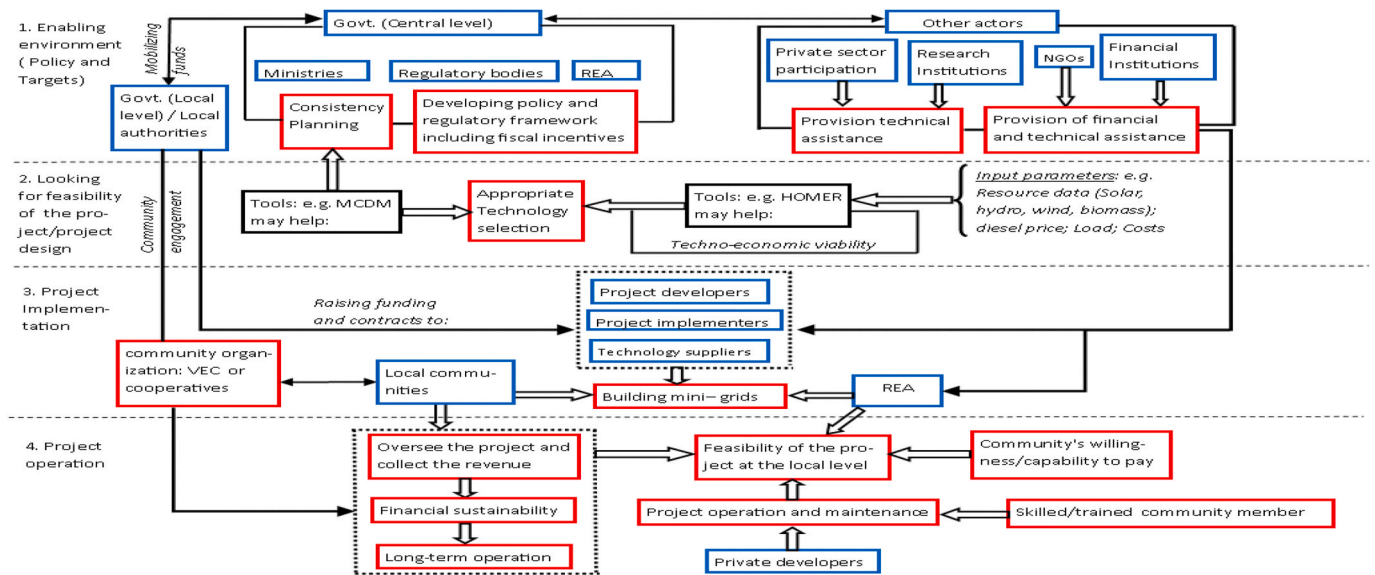 1. Enabling
environment
( Policy and
Targets)
Mobilizing
funds
Govt. (Central level)
Other actors
Ministries
Regulatory bodies
REA
Private sector
participation
Research
Institutions
NGOs
Financial
Institutions
Govt. (Local
level) / Local
authorities
Consistency
Planning
Developing policy and
regulatory framework
including fiscal incentives
Provision technical
assistance
Provision of financial
and technical assistance
2. Looking
for feasibility
of the pro-
ject/project
design
Community
engagement
Tools: e.g. MCDM
may help:
Appropriate
Technology
selection
Tools: e.g. HOMER
may help:
Input parameters: e.g.
Resource data (Solar,
hydro, wind, biomass);
diesel price; Load; Costs
Techno-economic viability
3. Project
Implemen-
tation
Raising funding
and contracts to:
Project developers
Project implementers
Technology suppliers
community organ-
ization: VEC or
cooperatives
Local commu-
nities
Building mini– grids
REA
4. Project
operation
Oversee the project and
collect the revenue
Financial sustainability
Long-term operation
Feasibility of the pro-
ject at the local level
Community's willing-
ness/capability to pay
Project operation and maintenance
Skilled/trained community member
Private developers